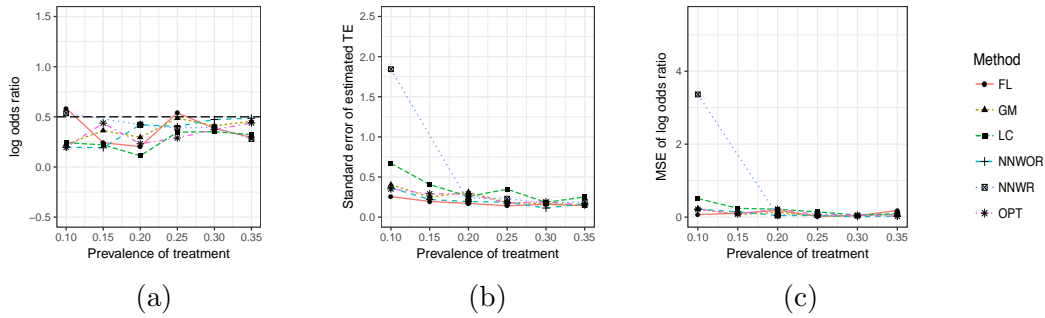 log odds ratio
1.5
1.0
0.5
0.0
−0.5
0.10 0.15 0.20 0.25 0.30 0.35
Prevalence of treatment
(a)
Standard error of estimated TE
2.5
2.0
1.5
1.0
0.5
0.0
0.10 0.15 0.20 0.25 0.30 0.35
Prevalence of treatment
(b)
MSE of log odds ratio
4
2
0
0.10 0.15 0.20 0.25 0.30 0.35
Prevalence of treatment
(c)
Method
FL
GM
LC
NNWOR
NNWR
OPT